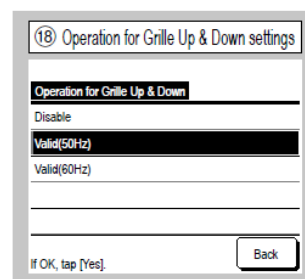 ⑱ Operation for Grille Up & Down settings
Operation for Grille Up & Down
Disable
Valid(50Hz)
Valid(60Hz)
If OK, tap [Yes].
Back